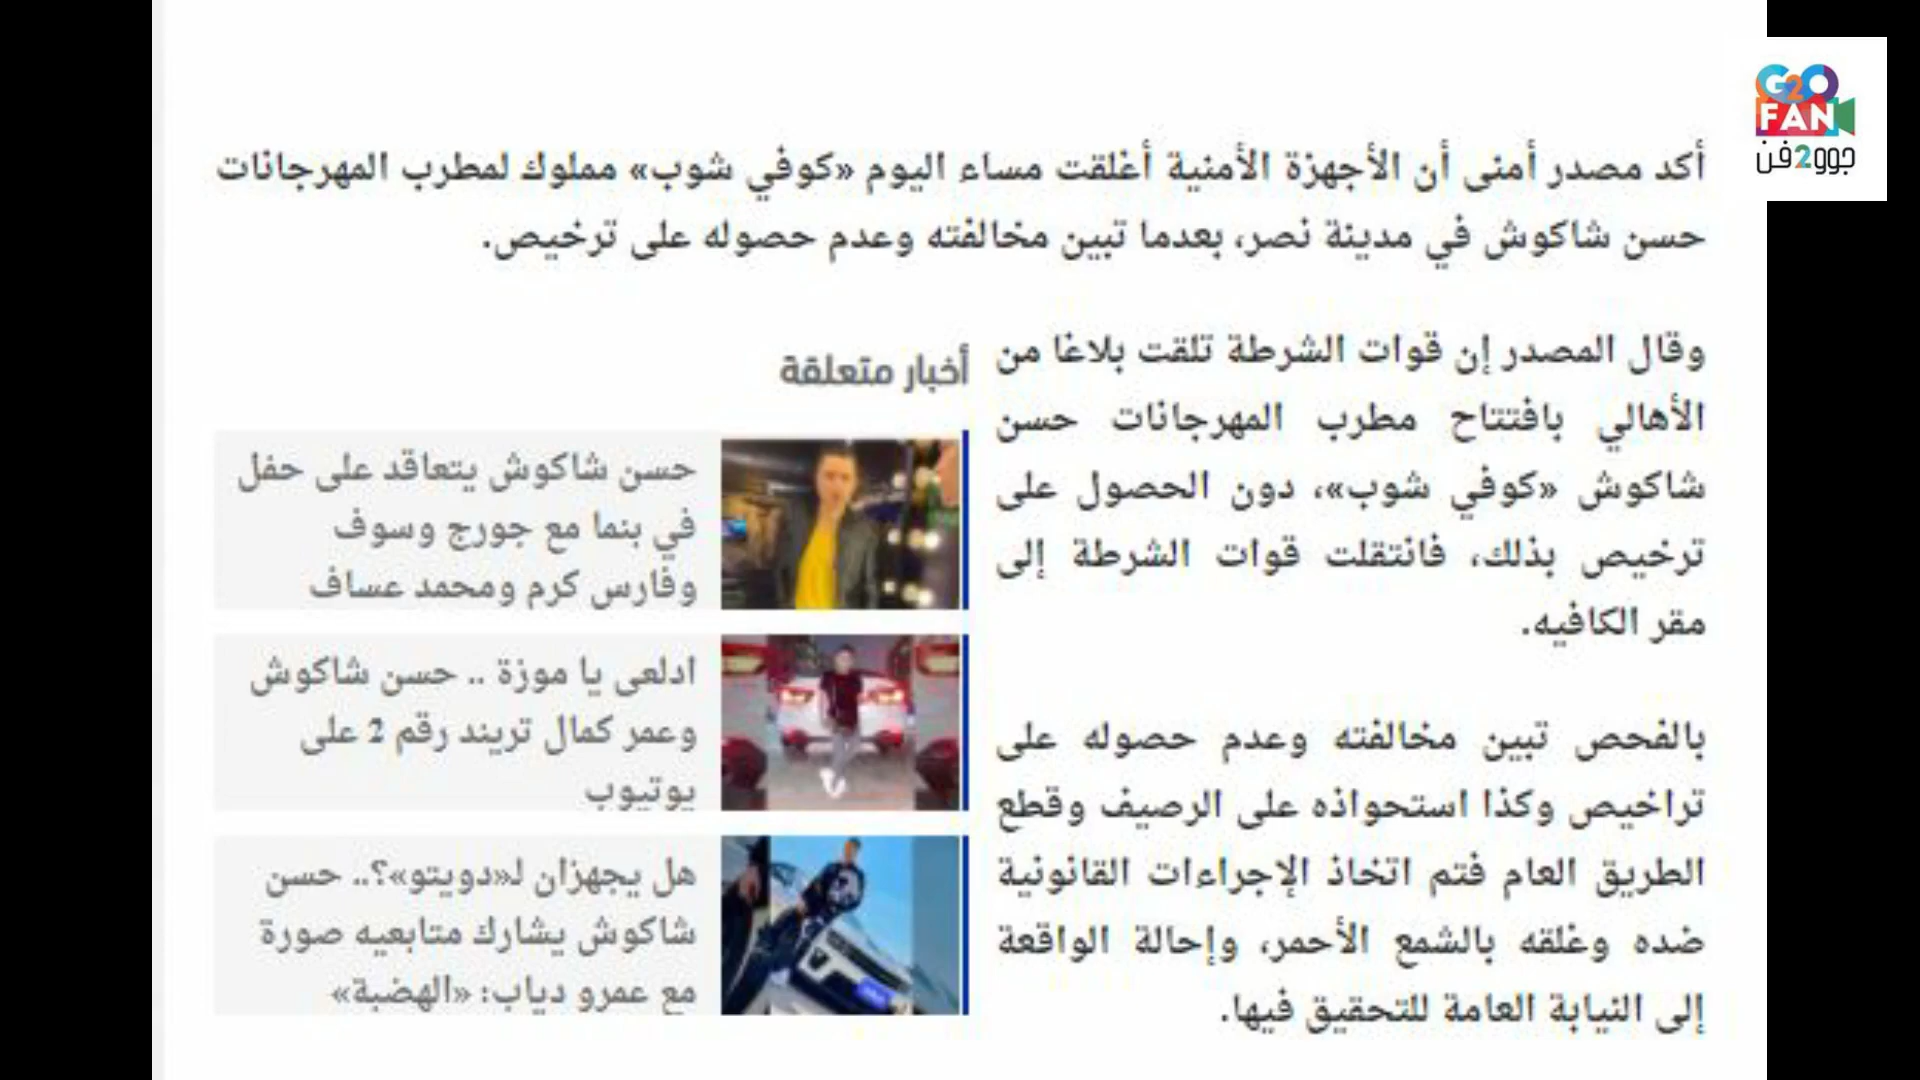 G2O
FAN
جوو2فن
أكد مصدر أمنى أن الأجهزة الأمنية أغلقت مساء اليوم «كوفي شوب» مملوك لمطرب المهرجانات
حسن شاكوش في مدينة نصر، بعدما تبين مخالفته وعدم حصوله على ترخيص.
وقال المصدر إن قوات الشرطة تلقت بلاغا من
الأهالي بافتتاح مطرب المهرجانات حسن
شاكوش «كوفي شوب»، دون الحصول على
ترخيص بذلك، فانتقلت قوات الشرطة إلى
مقر الكافيه.
بالفحص تبين مخالفته وعدم حصوله على
تراخيص وكذا استحواذه على الرصيف وقطع
الطريق العام فتم اتخاذ الإجراءات القانونية
ضده وغلقه بالشمع الأحمر، وإحالة الواقعة
إلى النيابة العامة للتحقيق فيها.
أخبار متعلقة
حسن شاكوش يتعاقد على حفل
في بنما مع جورج وسوف
وفارس كرم ومحمد عساف
ادلعى يا موزة .. حسن شاكوش
وعمر كمال تريند رقم 2 على
يوتيوب
هل يجهزان لـ«دويتو»؟.. حسن
شاكوش يشارك متابعيه صورة
مع عمرو دياب: «الهضبة»